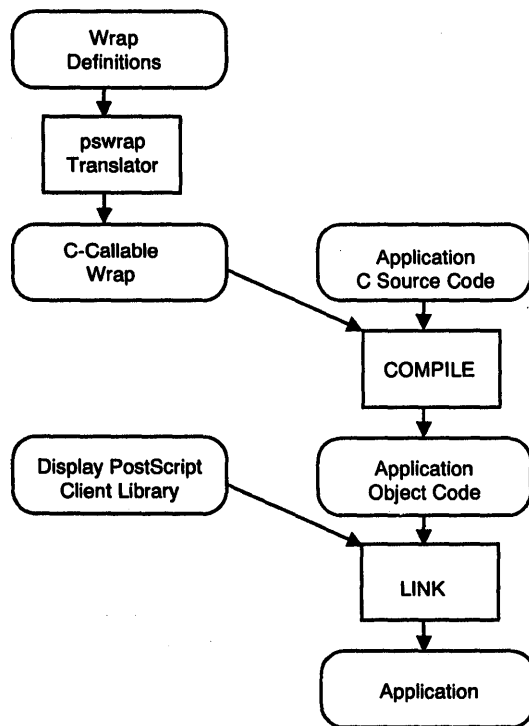 Wrap
Definitions
pswrap
Translator
C-Callable
Wrap
Application
C Source Code
COMPILE
Display PostScript
Client Library
Application
Object Code
LINK
Application